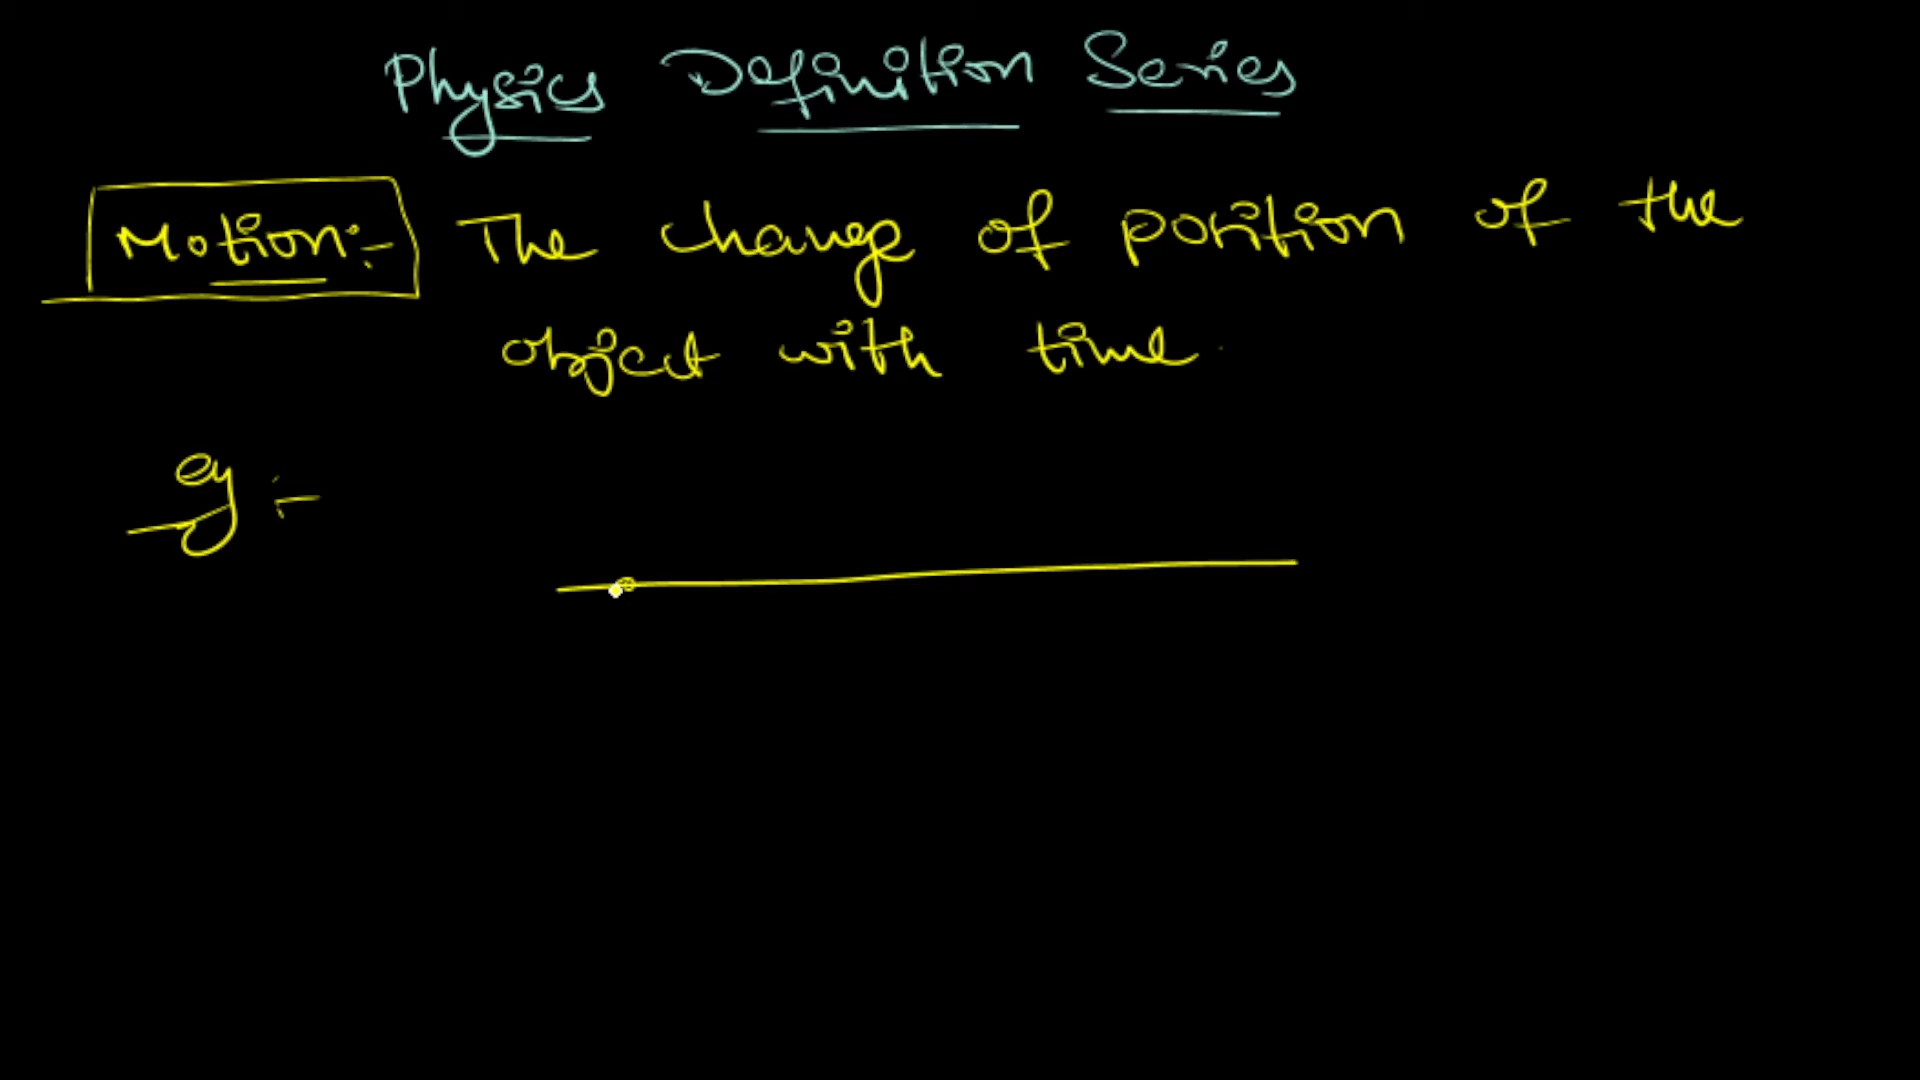 Physics Definition Series
Motion:- The change of position of the
object with time.
eg :-